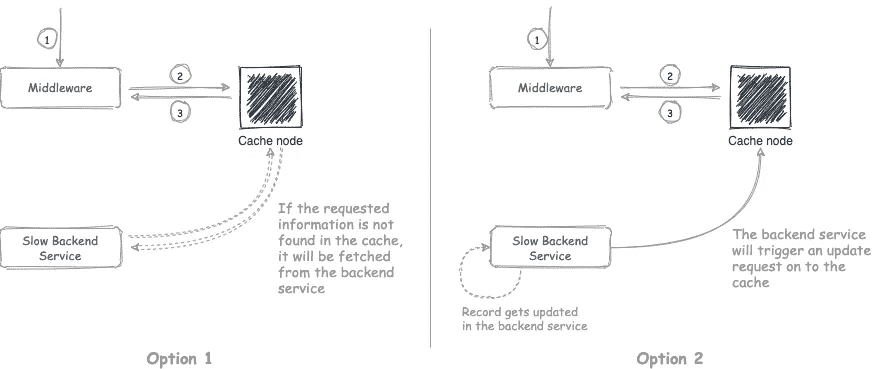 1
Middleware
2
3
Cache node
If the requested
information is not
found in the cache,
it will be fetched
from the backend
service
Slow Backend
Service
Option 1
1
Middleware
2
3
Cache node
The backend service
will trigger an update
request on to the
cache
Slow Backend
Service
Record gets updated
in the backend service
Option 2